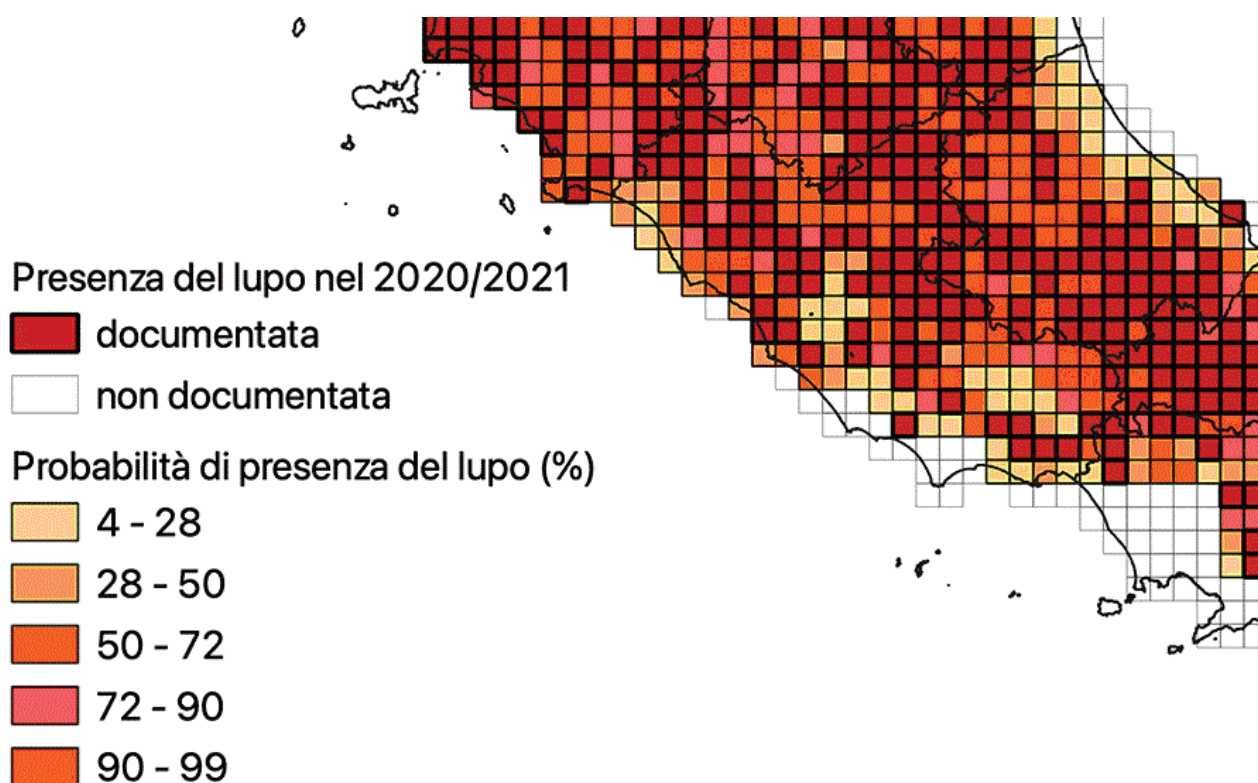 Presenza del lupo nel 2020/2021
documentata
non documentata
Probabilità di presenza del lupo (%)
4 - 28
28 - 50
50 - 72
72 - 90
90 - 99